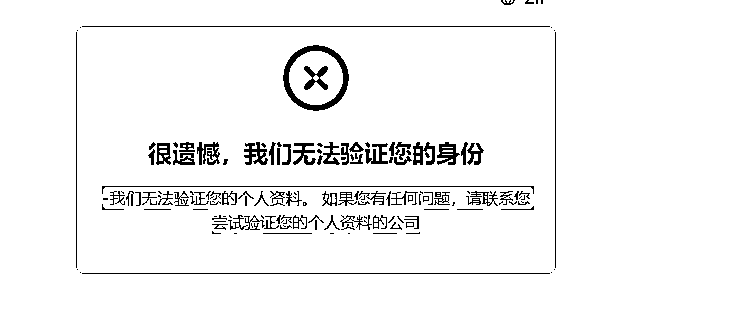 很遗憾，我们无法验证您的身份
-我们无法验证您的个人资料。 如果您有任何问题，请联系您
尝试验证您的个人资料的公司